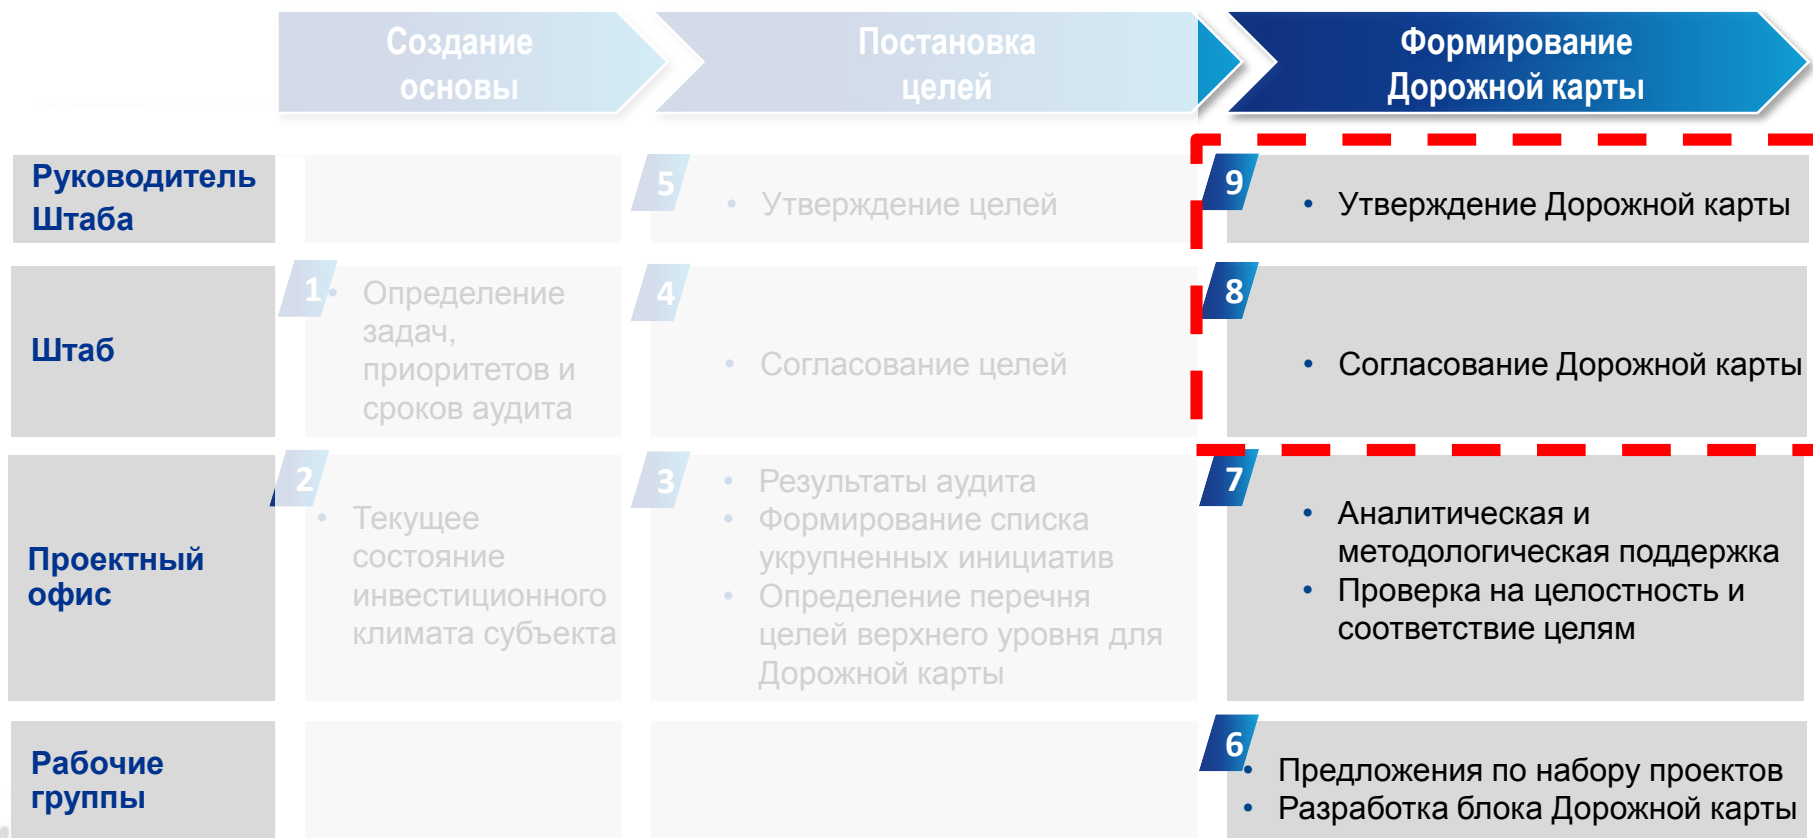 Создание
основы
Постановка
целей
Формирование
Дорожной карты
Руководитель
Штаба
5
• Утверждение целей
9
• Утверждение Дорожной карты
Штаб
1
• Определение
задач,
приоритетов и
сроков аудита
4
• Согласование целей
8
• Согласование Дорожной карты
Проектный
офис
2
• Текущее
состояние
инвестиционного
климата субъекта
3
• Результаты аудита
• Формирование списка
укрупненных инициатив
• Определение перечня
целей верхнего уровня для
Дорожной карты
7
• Аналитическая и
методологическая поддержка
• Проверка на целостность и
соответствие целям
Рабочие
группы
6
• Предложения по набору проектов
• Разработка блока Дорожной карты